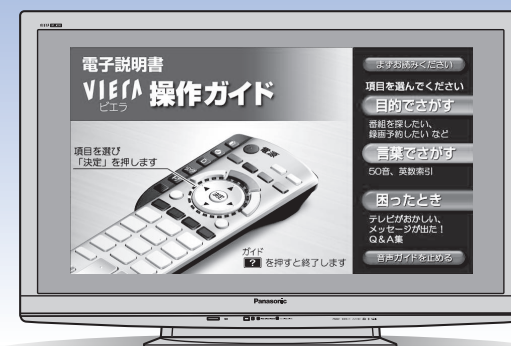 VIERA
電子説明書
VIERA 操作ガイド
ビエラ
項目を選び
「決定」を押します
電源
決定
ガイド
? を押すと終了します
まずお読みください
項目を選んでください
目的でさがす
番組を探したい、
録画予約したい など
言葉でさがす
50音、英数索引
困ったとき
テレビがおかしい、
メッセージが出た！
Q&A集
音声ガイドを止める
Panasonic